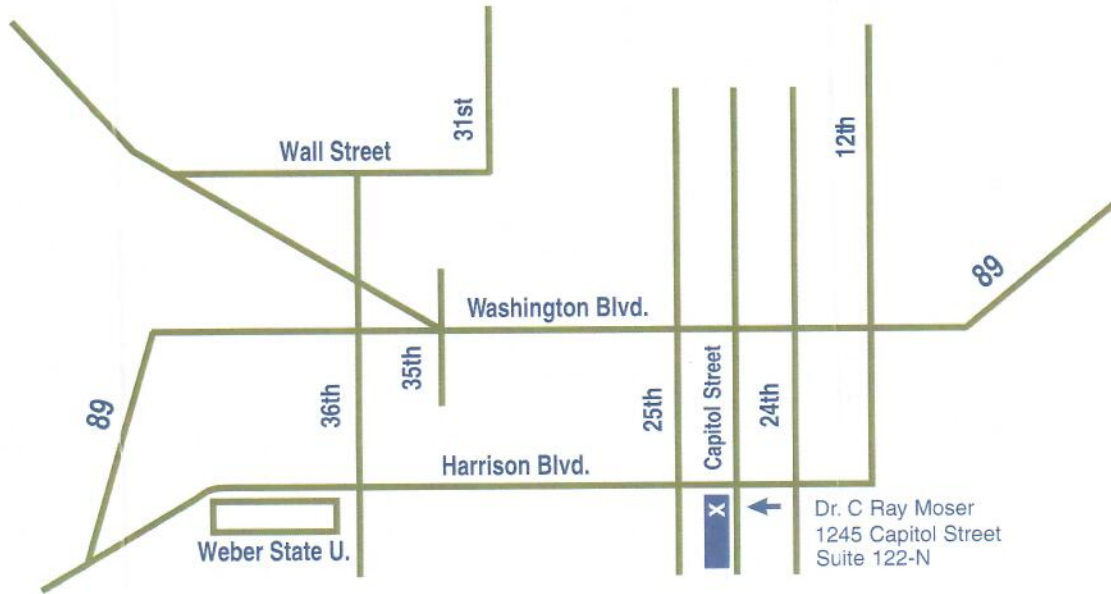 31st
12th
Wall Street
89
Washington Blvd.
35th
36th
25th
Capitol Street
24th
89
Harrison Blvd.
X
Weber State U.
Dr. C Ray Moser
1245 Capitol Street
Suite 122-N